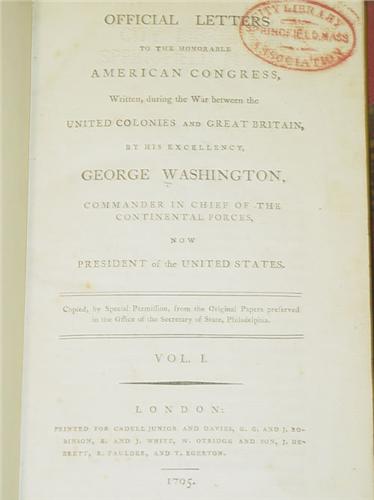 OFFICIAL LETTERS
TO THE HONORABLE
AMERICAN CONGRESS,
Written, during the War between the
UNITED COLONIES AND GREAT BRITAIN,
BY HIS EXCELLENCY,
GEORGE WASHINGTON,
COMMANDER IN CHIEF OF THE
CONTINENTAL FORCES,
NOW
PRESIDENT of the UNITED STATES.
Copied, by Special Permission, from the Original Papers preserved
in the Office of the Secretary of State, Philadelphia.
VOL. I.
LONDON:
PRINTED FOR CADELL JUNIOR AND DAVIES, G. G. AND J. RO-
BINSON, B. AND J. WHITE, W. OTRIDGE AND SON, J. DE-
BRETT, R. FAULDER, AND T. EGERTON.
1795.
CITY LIBRARY
SPRINGFIELD, MASS
ASSOCIATION